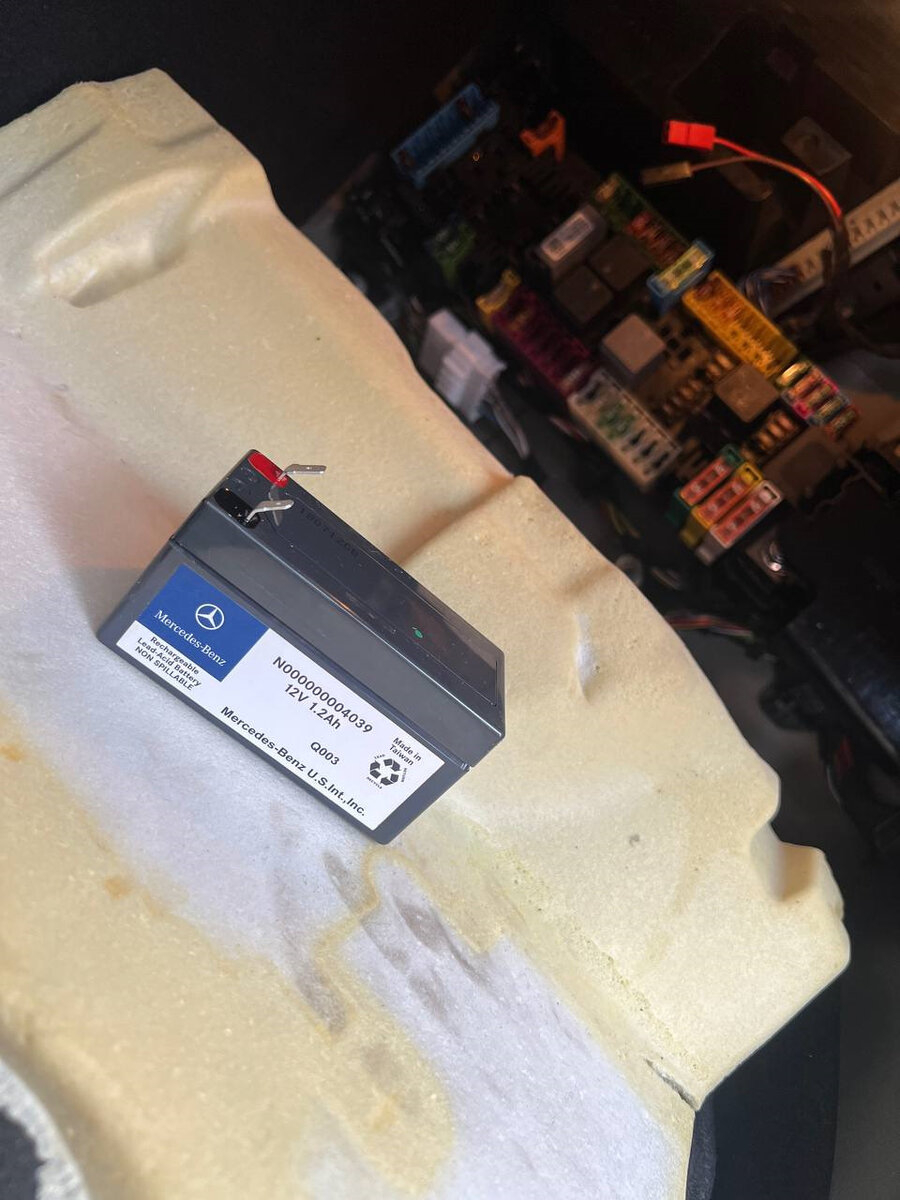 Mercedes-Benz
Rechargeable
Lead-Acid Battery
NON SPILLABLE
N000000004039
12V 1.2Ah
Q003
Mercedes-Benz U.S.Int.,Inc.
Made in
Taiwan